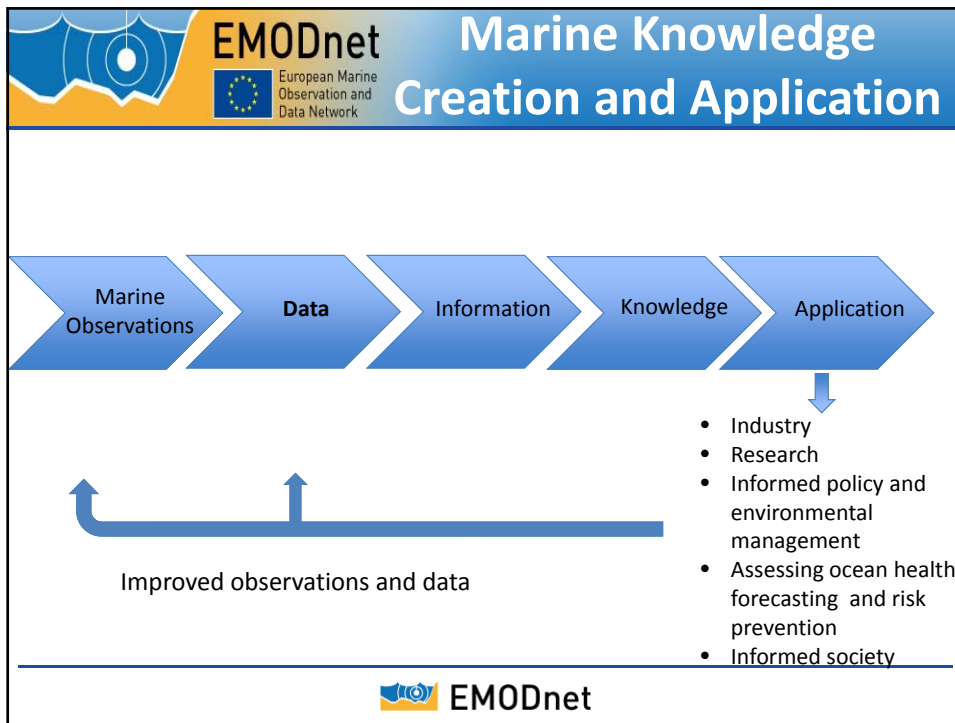 EMODnet
European Marine
Observation and
Data Network
Marine Knowledge
Creation and Application
Marine
Observations
Data
Information
Knowledge
Application
• Industry
• Research
• Informed policy and
environmental
management
• Assessing ocean health
forecasting and risk
prevention
• Informed society
Improved observations and data
EMODnet